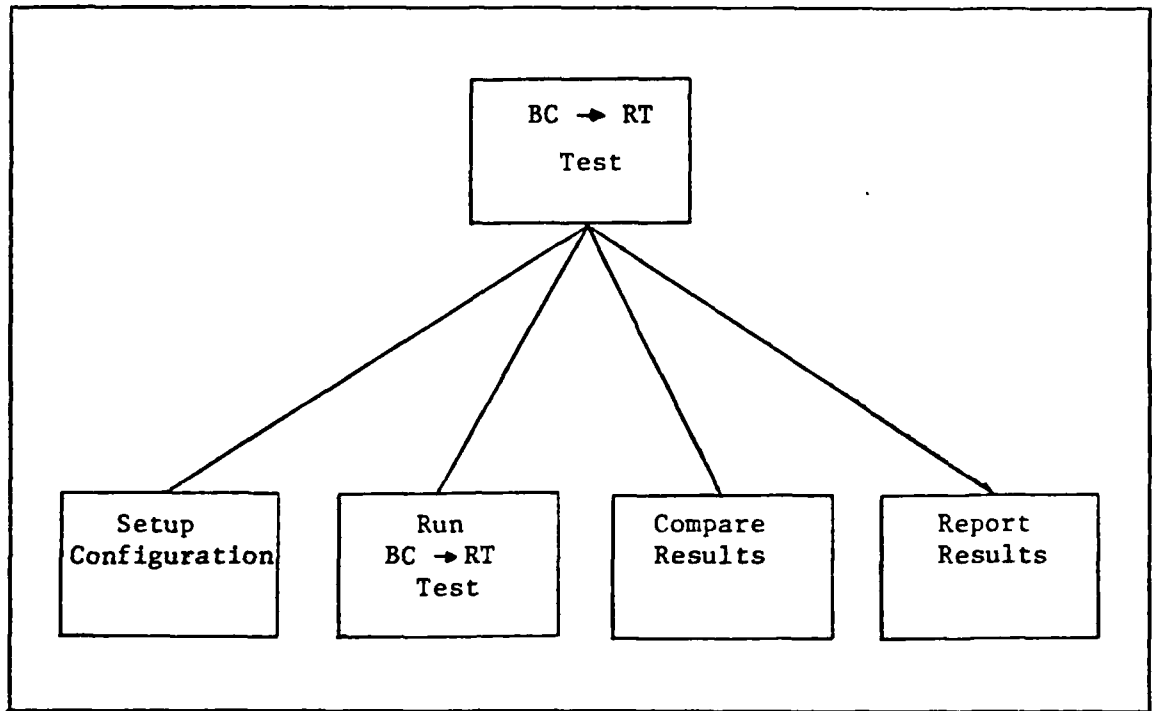 BC → RT
Test
Setup
Configuration
Run
BC → RT
Test
Compare
Results
Report
Results